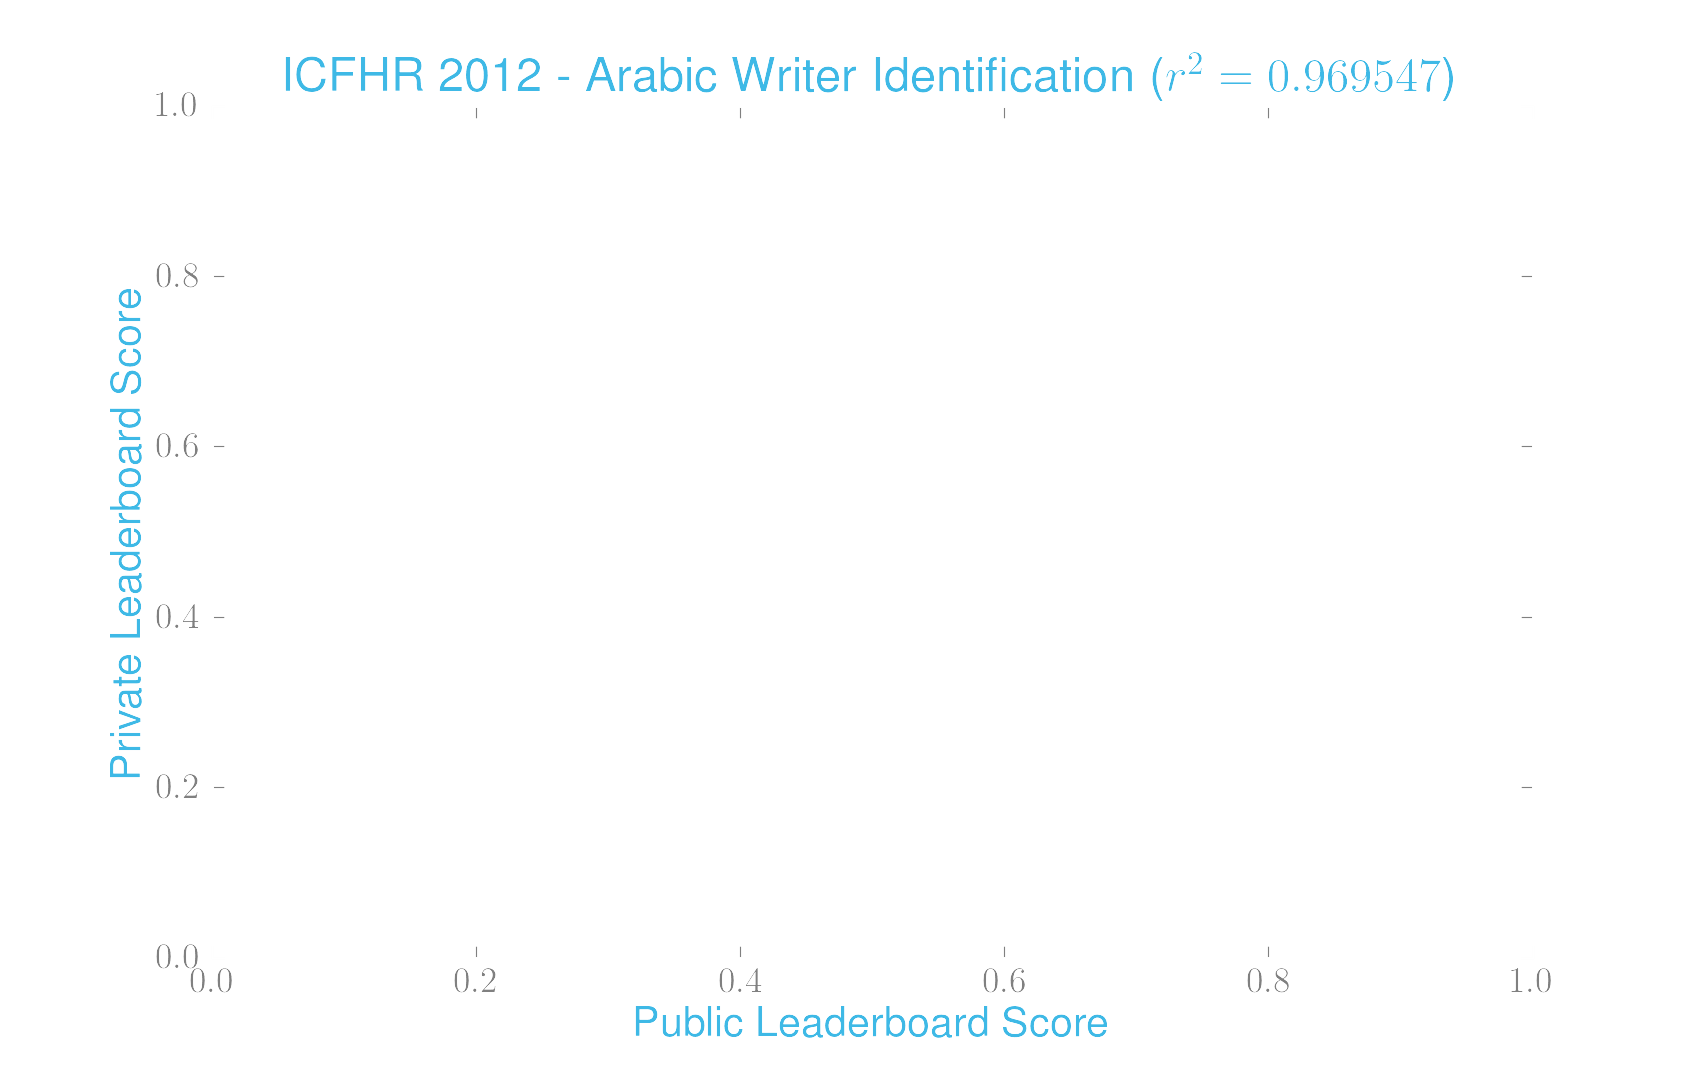 ICFHR 2012 - Arabic Writer Identification (r² = 0.969547)
1.0
0.8
0.6
0.4
0.2
0.0
Private Leaderboard Score
0.0 0.2 0.4 0.6 0.8 1.0
Public Leaderboard Score